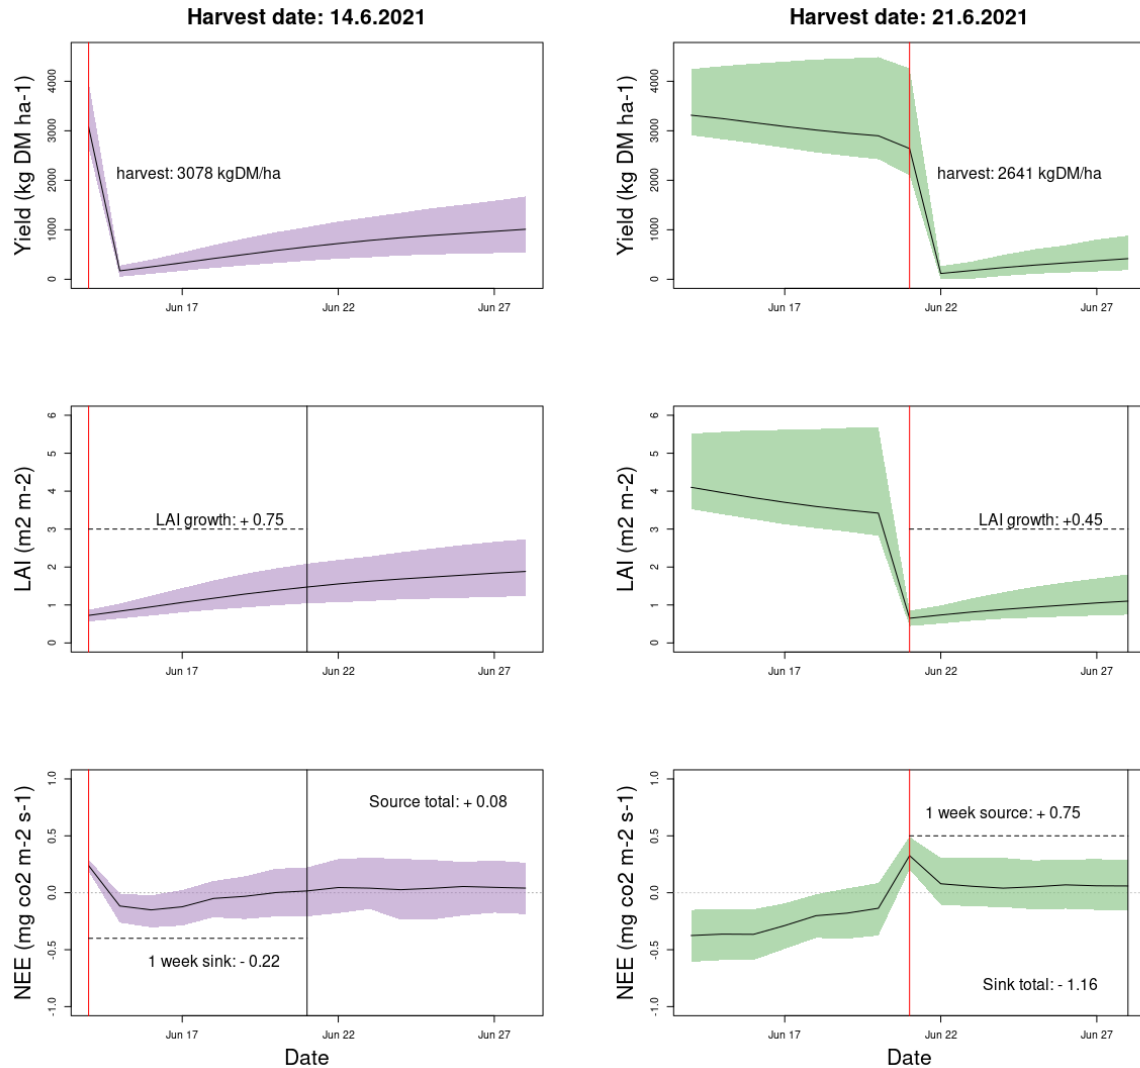 Harvest date: 14.6.2021
Yield (kg DM ha-1)
4000
3000
2000
1000
0
harvest: 3078 kgDM/ha
Jun 17
Jun 22
Jun 27
Harvest date: 21.6.2021
Yield (kg DM ha-1)
4000
3000
2000
1000
0
harvest: 2641 kgDM/ha
Jun 17
Jun 22
Jun 27
LAI (m2 m-2)
6
5
4
3
2
1
0
LAI growth: + 0.75
Jun 17
Jun 22
Jun 27
LAI (m2 m-2)
6
5
4
3
2
1
0
LAI growth: +0.45
Jun 17
Jun 22
Jun 27
NEE (mg co2 m-2 s-1)
1.0
0.5
0.0
-0.5
-1.0
Source total: + 0.08
1 week sink: - 0.22
Jun 17
Jun 22
Jun 27
Date
NEE (mg co2 m-2 s-1)
1.0
0.5
0.0
-0.5
-1.0
1 week source: + 0.75
Sink total: - 1.16
Jun 17
Jun 22
Jun 27
Date